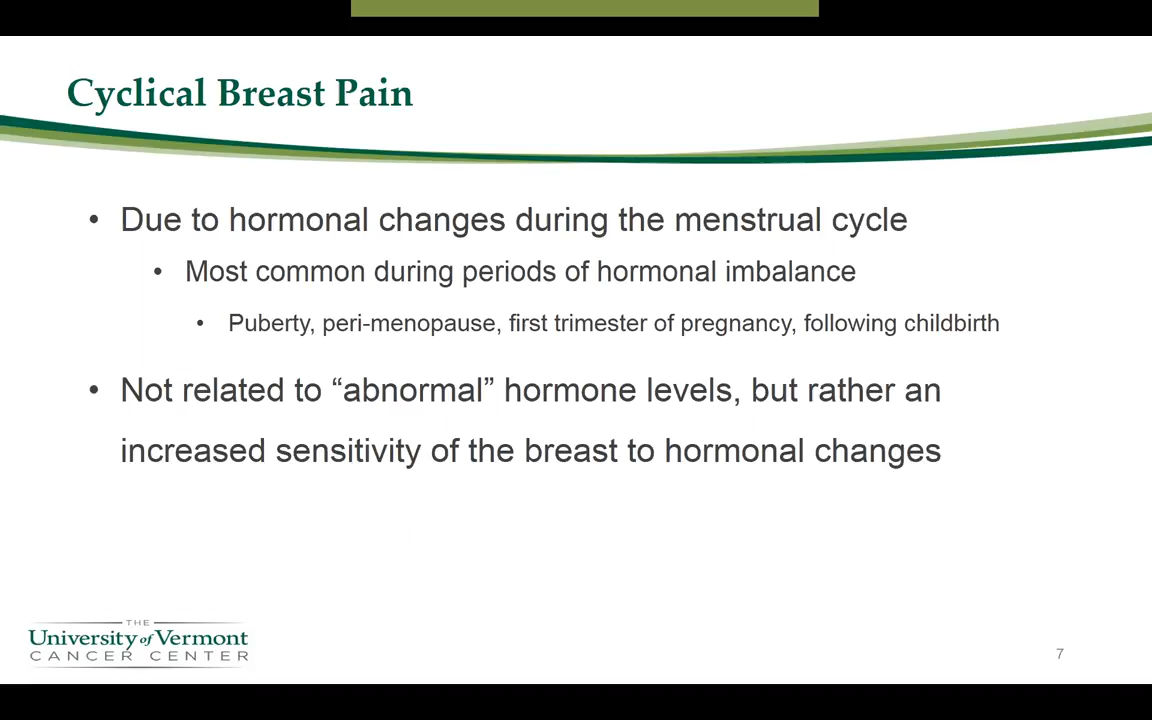 Cyclical Breast Pain
• Due to hormonal changes during the menstrual cycle
• Most common during periods of hormonal imbalance
• Puberty, peri-menopause, first trimester of pregnancy, following childbirth
• Not related to “abnormal” hormone levels, but rather an
increased sensitivity of the breast to hormonal changes
THE
University of Vermont
CANCER CENTER
7